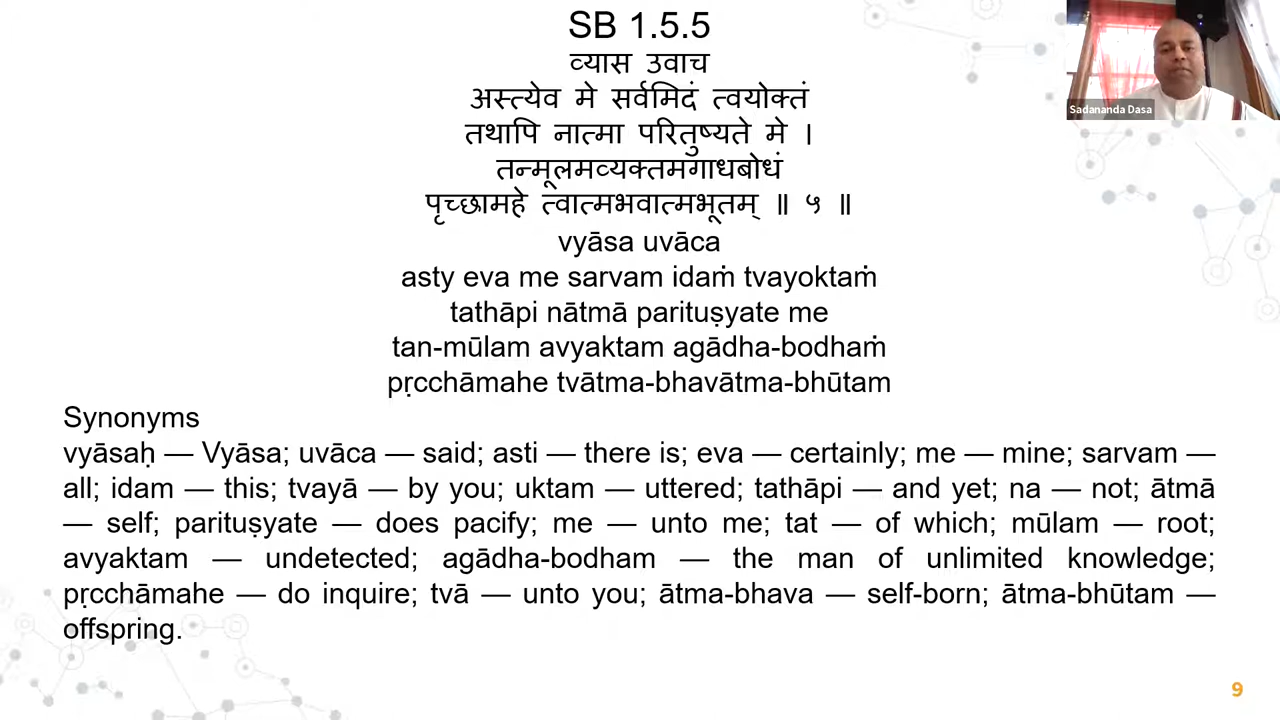 SB 1.5.5
व्यास उवाच
अस्त्येव मे सर्वमिदं त्वयोक्तं
तथापि नात्मा परितुष्यते मे ।
तन्मूलमव्यक्तमगाधबोधं
पृच्छामहे त्वात्मभवात्मभूतम् ॥ ५ ॥
vyāsa uvāca
asty eva me sarvam idaṁ tvayoktaṁ
tathāpi nātmā parituṣyate me
tan-mūlam avyaktam agādha-bodhaṁ
pṛcchāmahe tvātma-bhavātma-bhūtam
Synonyms
vyāsaḥ — Vyāsa; uvāca — said; asti — there is; eva — certainly; me — mine; sarvam —
all; idam — this; tvayā — by you; uktam — uttered; tathāpi — and yet; na — not; ātmā
— self; parituṣyate — does pacify; me — unto me; tat — of which; mūlam — root;
avyaktam — undetected; agādha-bodham — the man of unlimited knowledge;
pṛcchāmahe — do inquire; tvā — unto you; ātma-bhava — self-born; ātma-bhūtam —
offspring.
Sadananda Dasa
9